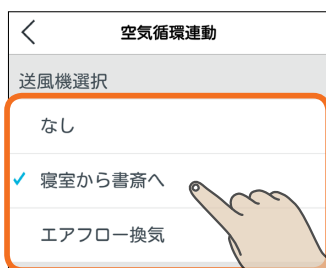 空気循環連動
送風機選択
なし
寝室から書斎へ
エアフロー換気